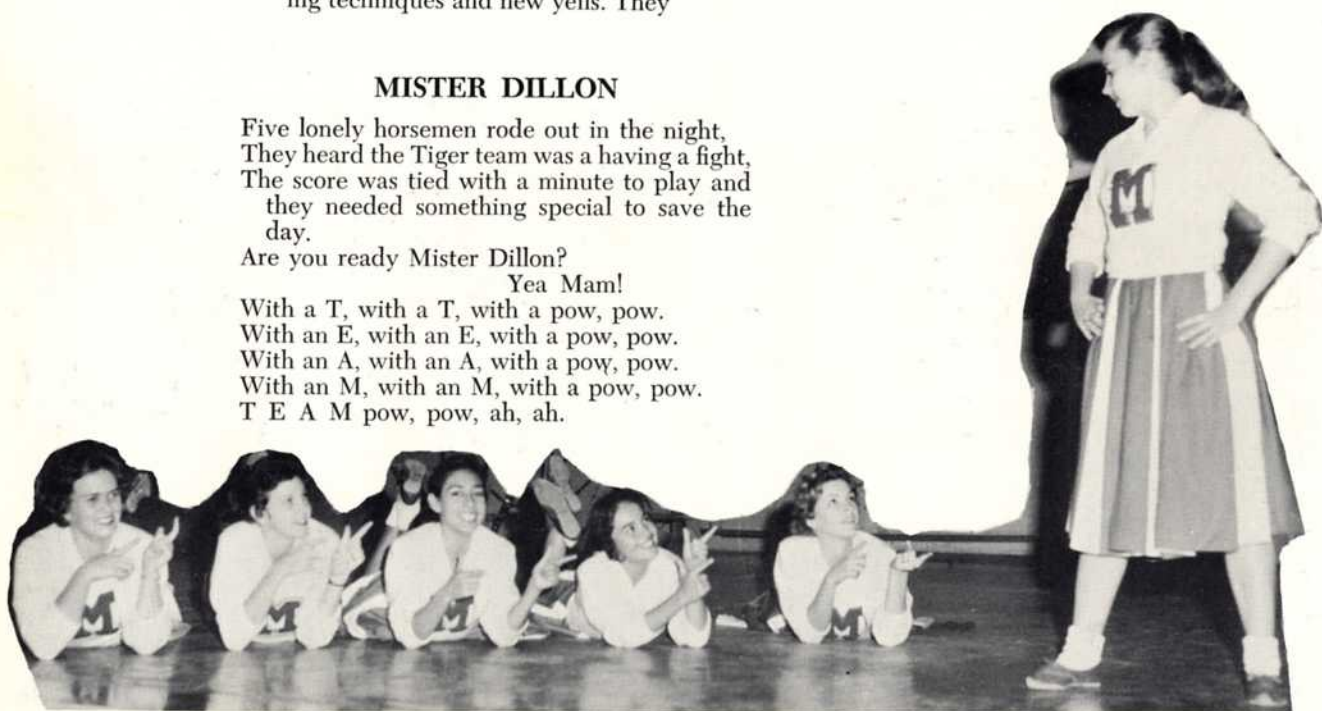 ing techniques and new yells. They
MISTER DILLON
Five lonely horsemen rode out in the night,
They heard the Tiger team was a having a fight,
The score was tied with a minute to play and
they needed something special to save the
day.
Are you ready Mister Dillon?
Yea Mam!
With a T, with a T, with a pow, pow.
With an E, with an E, with a pow, pow.
With an A, with an A, with a pow, pow.
With an M, with an M, with a pow, pow.
T E A M pow, pow, ah, ah.
M
M
M
M
M